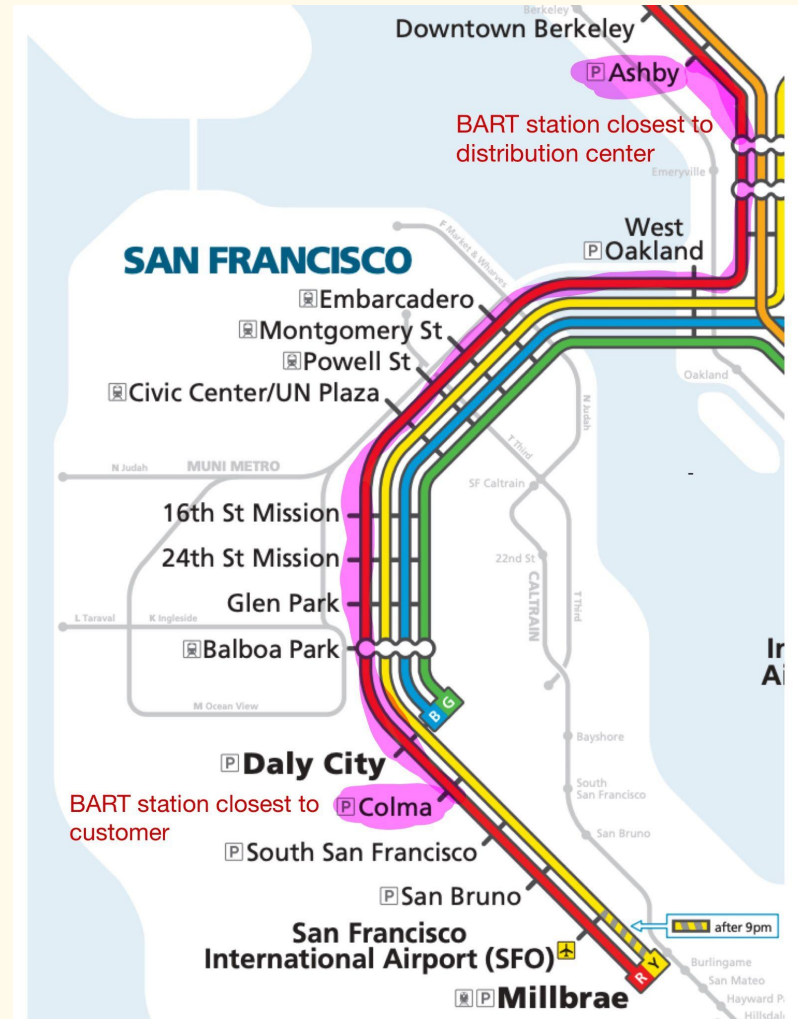 Berkeley
Downtown Berkeley
P Ashby
BART station closest to
distribution center
Emeryville
West
P Oakland
F Market & Wharves
SAN FRANCISCO
Embarcadero
Montgomery St
Powell St
Civic Center/UN Plaza
Oakland
N Judah
T Third
N Judah
MUNI METRO
SF Caltrain
16th St Mission
24th St Mission
22nd St
CALTRAIN
T Third
Glen Park
L Taraval
K Ingleside
Balboa Park
M Ocean View
B
G
Bayshore
P Daly City
BART station closest to
customer
P Colma
South
San Francisco
San Bruno
P South San Francisco
P San Bruno
San Francisco
International Airport (SFO)
after 9pm
R
Y
P Millbrae
Burlingame
San Mateo